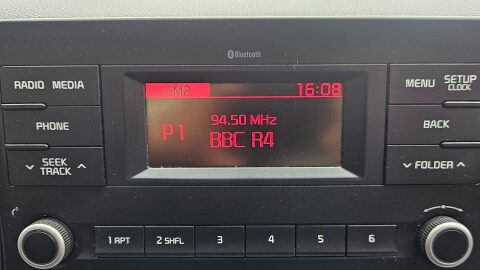 Bluetooth
RADIO MEDIA
PHONE
SEEK
TRACK
FM2 16:08
94.50 MHz
P1
BBC R4
MENU SETUP
CLOCK
BACK
FOLDER
1 RPT 2 SHFL 3 4 5 6